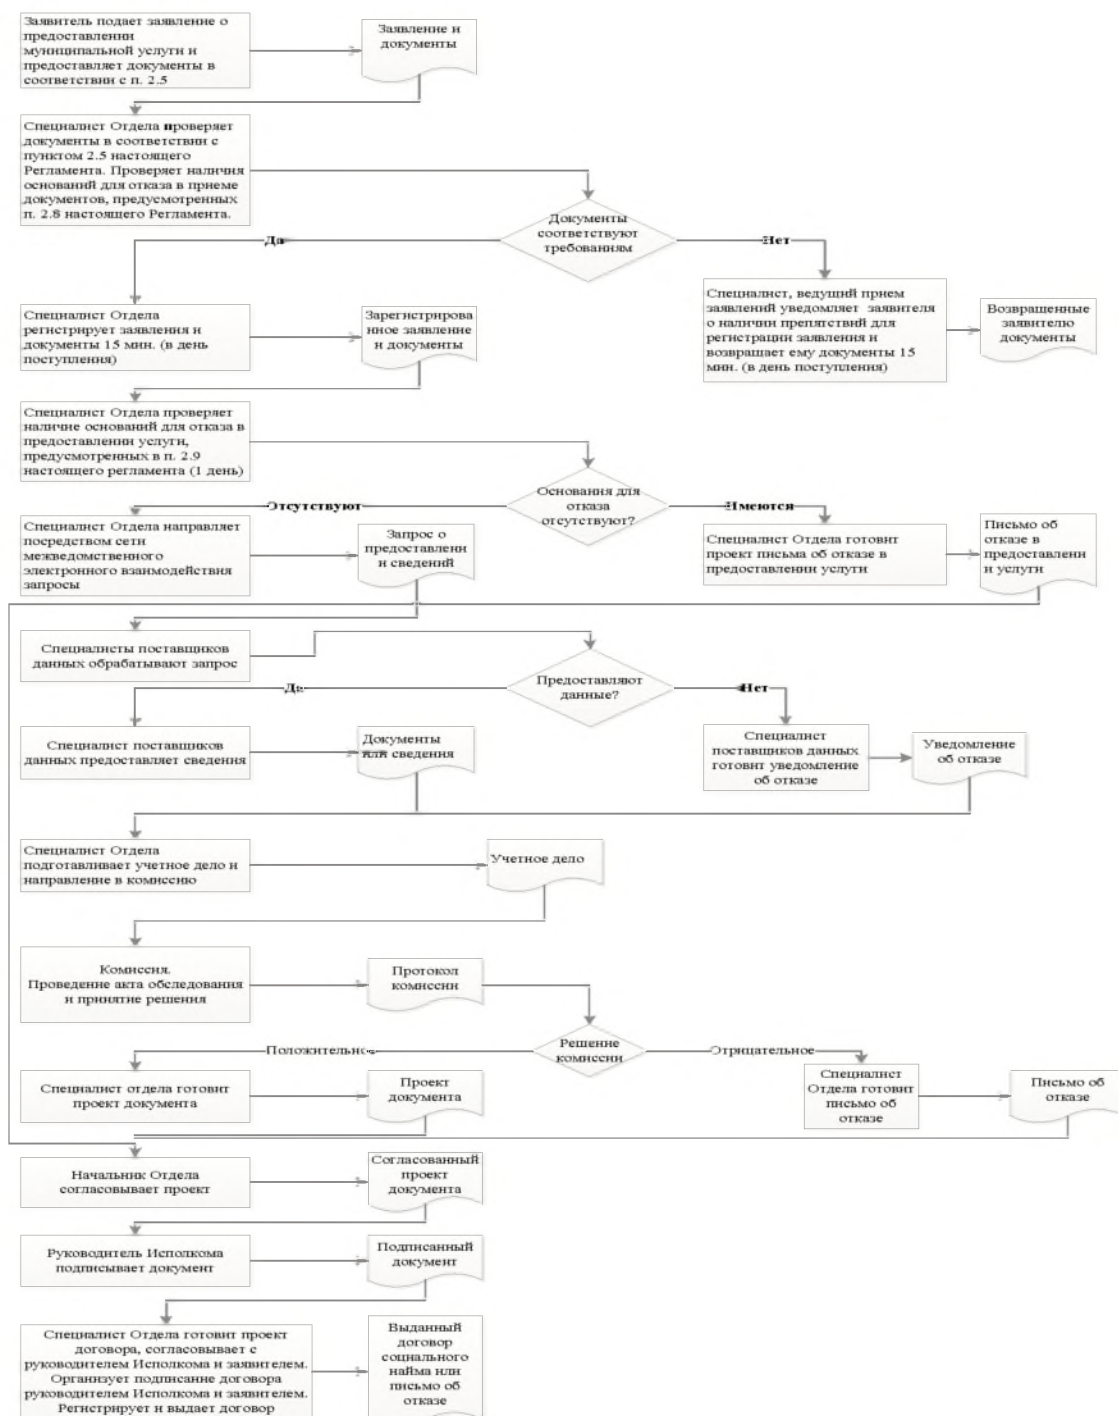 Заявитель подает заявление о
предоставлении
муниципальной услуги и
предоставляет документы в
соответствии с п. 2.5
Заявление и
документы
Специалист Отдела проверяет
документы в соответствии с
пунктом 2.5 настоящего
Регламента. Проверяет наличия
оснований для отказа в приеме
документов, предусмотренных
п. 2.8 настоящего Регламента.
Документы
соответствуют
требованиям
Да
Нет
Специалист Отдела
регистрирует заявления и
документы 15 мин. (в день
поступления)
Зарегистрирова
нное заявление
и документы
Специалист, ведущий прием
заявлений уведомляет заявителя
о наличии препятствий для
регистрации заявления и
возвращает ему документы 15
мин. (в день поступления)
Возвращенные
заявителю
документы
Специалист Отдела проверяет
наличие оснований для отказа в
предоставлении услуги,
предусмотренных в п. 2.9
настоящего регламента (1 день)
Основания для
отказа
отсутствуют?
Отсутствуют
Имеются
Специалист Отдела направляет
посредством сети
межведомственного
электронного взаимодействия
запросы
Запрос о
предоставлени
и сведений
Специалист Отдела готовит
проект письма об отказе в
предоставлении услуги
Письмо об
отказе в
предоставлени
и услуги
Специалисты поставщиков
данных обрабатывают запрос
Предоставляют
данные?
Да
Нет
Специалист поставщиков
данных предоставляет сведения
Документы
или сведения
Специалист
поставщиков данных
готовит уведомление
об отказе
Уведомление
об отказе
Специалист Отдела
подготавливает учетное дело и
направление в комиссию
Учетное дело
Комиссия.
Проведение акта обследования
и принятие решения
Протокол
комиссии
Решение
комиссии
Положительно
Отрицательное
Специалист отдела готовит
проект документа
Проект
документа
Специалист
Отдела готовит
письмо об
отказе
Письмо об
отказе
Начальник Отдела
согласовывает проект
Согласованный
проект
документа
Руководитель Исполкома
подписывает документ
Подписанный
документ
Специалист Отдела готовит проект
договора, согласовывает с
руководителем Исполкома и заявителем.
Организует подписание договора
руководителем Исполкома и заявителем.
Регистрирует и выдает договор
Выданный
договор
социального
найма или
письмо об
отказе